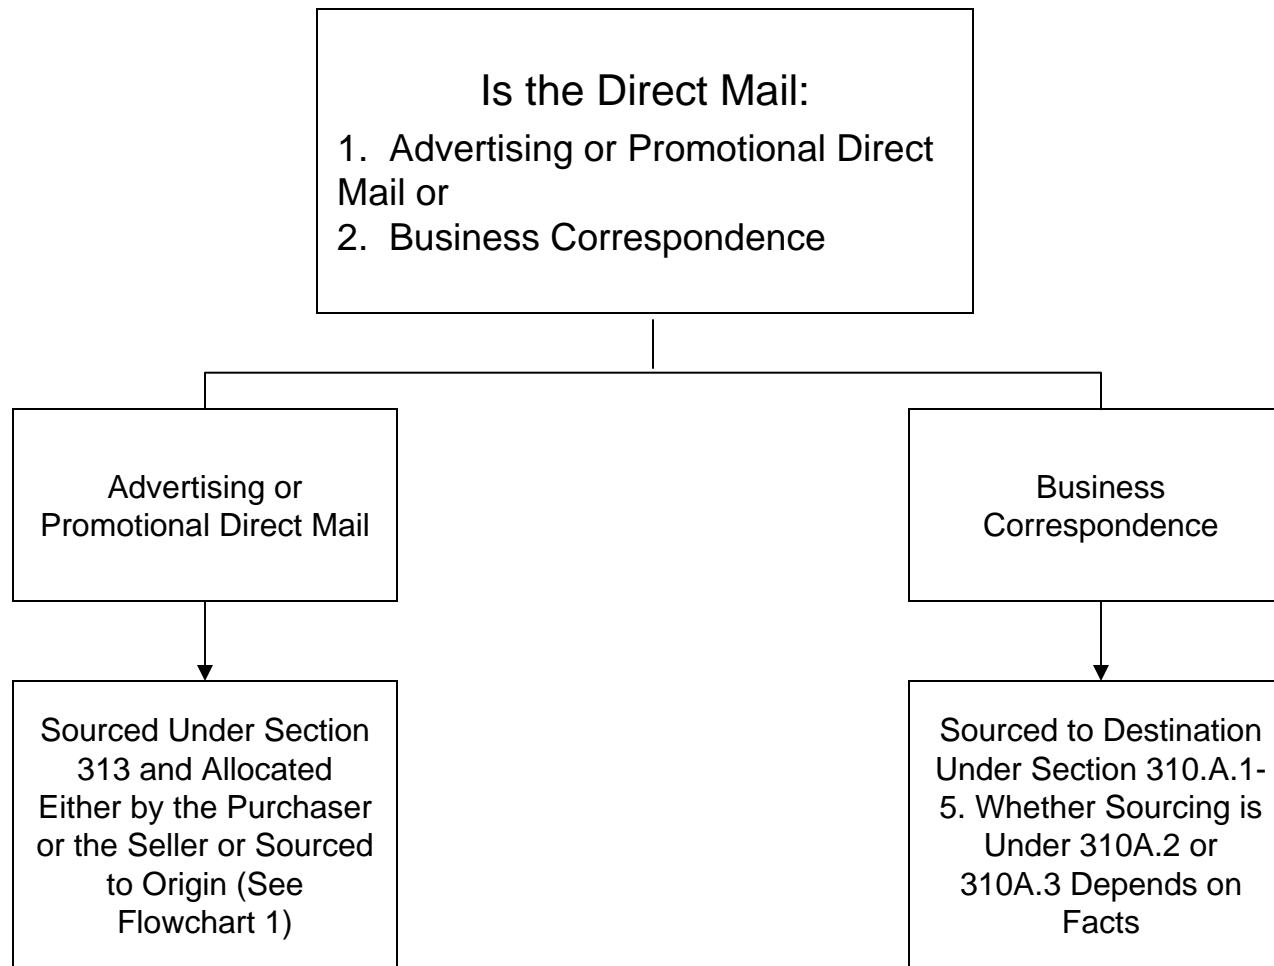 Is the Direct Mail:
1. Advertising or Promotional Direct
Mail or
2. Business Correspondence
Advertising or
Promotional Direct Mail
Business
Correspondence
Sourced Under Section
313 and Allocated
Either by the Purchaser
or the Seller or Sourced
to Origin (See
Flowchart 1)
Sourced to Destination
Under Section 310.A.1-
5. Whether Sourcing is
Under 310A.2 or
310A.3 Depends on
Facts